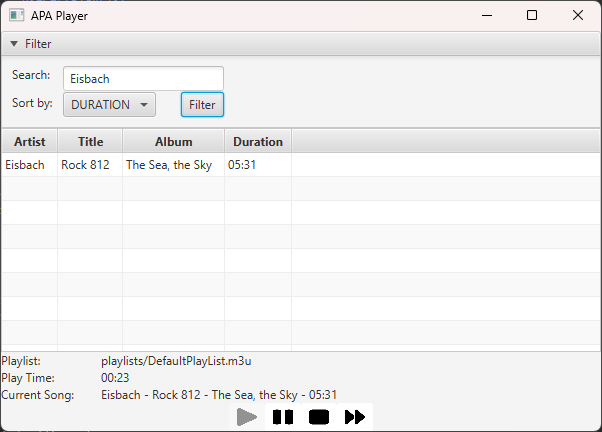 APA Player
Filter
Search: Eisbach
Sort by: DURATION Filter
Artist Title Album Duration
Eisbach Rock 812 The Sea, the Sky 05:31
Playlist: playlists/DefaultPlayList.m3u
Play Time: 00:23
Current Song: Eisbach - Rock 812 - The Sea, the Sky - 05:31